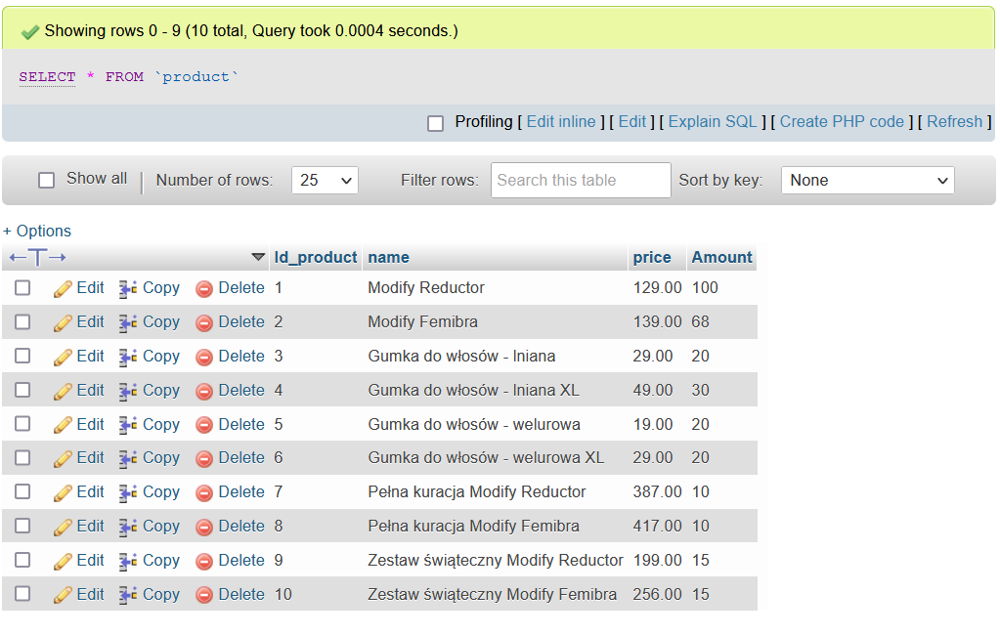 Showing rows 0 - 9 (10 total, Query took 0.0004 seconds.)
SELECT * FROM `product`
Profiling [ Edit inline ] [ Edit ] [ Explain SQL ] [ Create PHP code ] [ Refresh ]
Show all Number of rows: 25 Filter rows: Search this table Sort by key: None
+ Options
←T→ Id_product name price Amount
Edit Copy Delete 1 Modify Reductor 129.00 100
Edit Copy Delete 2 Modify Femibra 139.00 68
Edit Copy Delete 3 Gumka do włosów - lniana 29.00 20
Edit Copy Delete 4 Gumka do włosów - lniana XL 49.00 30
Edit Copy Delete 5 Gumka do włosów - welurowa 19.00 20
Edit Copy Delete 6 Gumka do włosów - welurowa XL 29.00 20
Edit Copy Delete 7 Pełna kuracja Modify Reductor 387.00 10
Edit Copy Delete 8 Pełna kuracja Modify Femibra 417.00 10
Edit Copy Delete 9 Zestaw świąteczny Modify Reductor 199.00 15
Edit Copy Delete 10 Zestaw świąteczny Modify Femibra 256.00 15